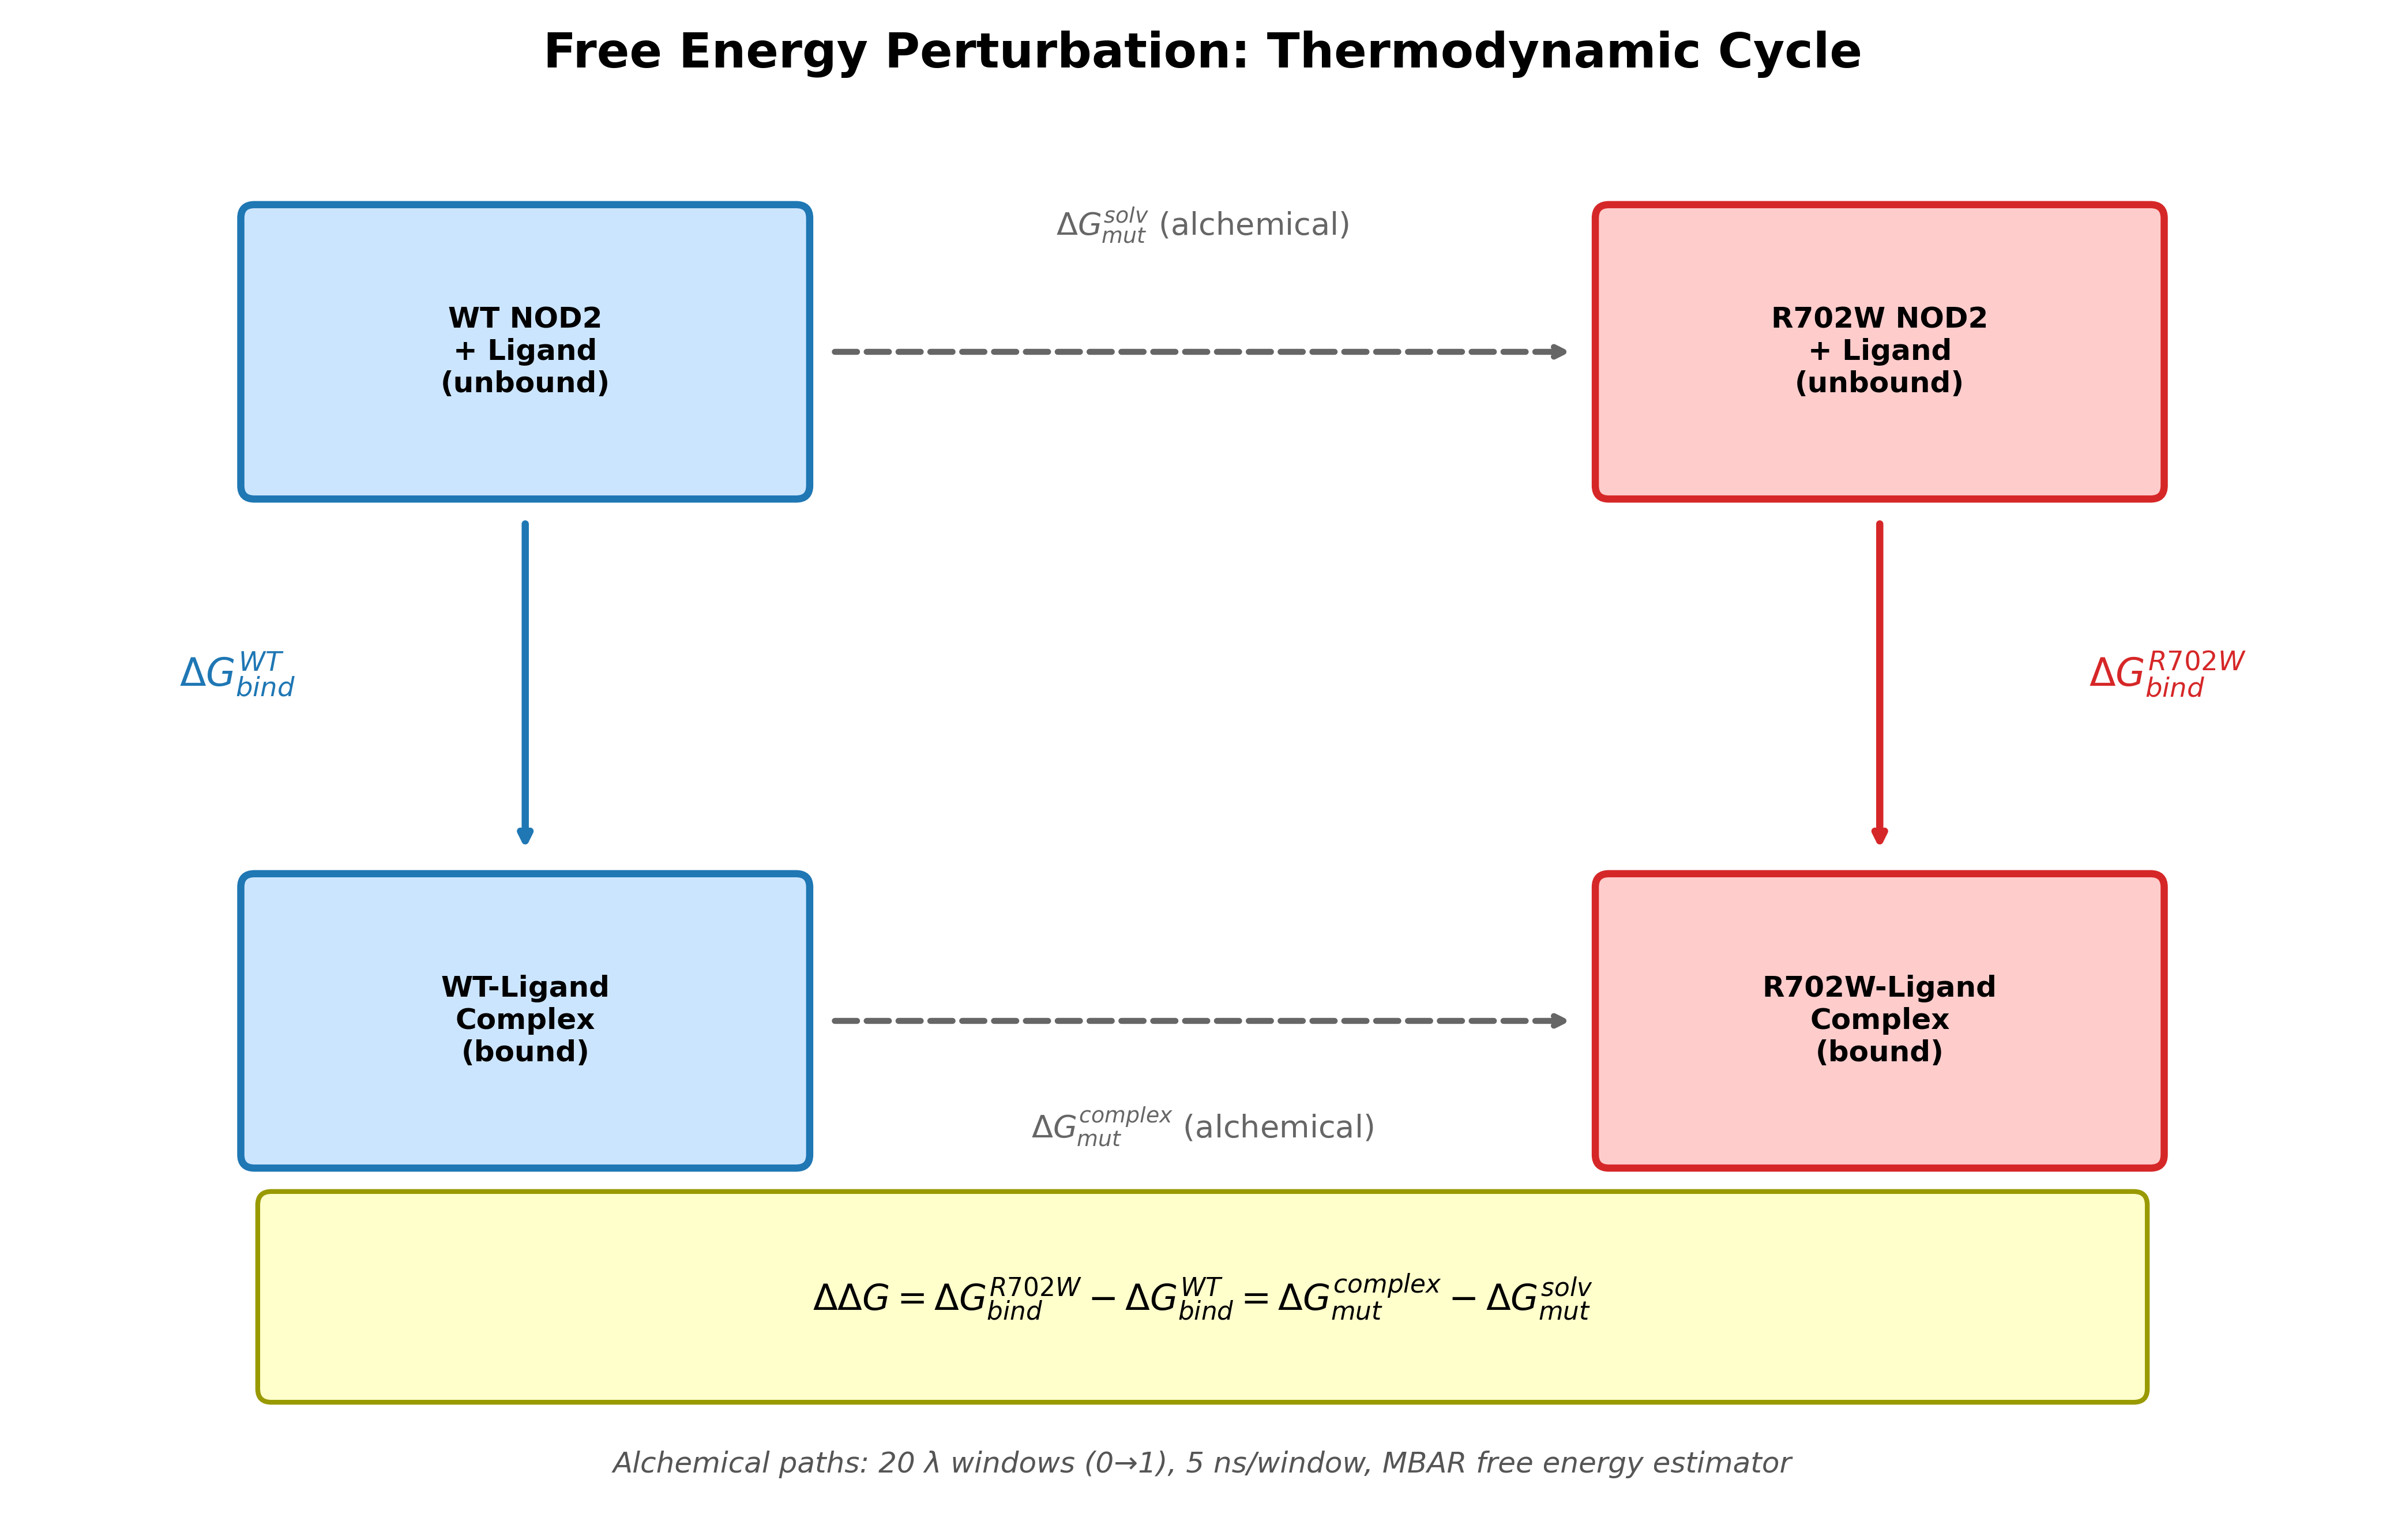 Free Energy Perturbation: Thermodynamic Cycle
ΔG^{solv}_{mut} (alchemical)
WT NOD2
+ Ligand
(unbound)
R702W NOD2
+ Ligand
(unbound)
ΔG^{WT}_{bind}
ΔG^{R702W}_{bind}
WT-Ligand
Complex
(bound)
R702W-Ligand
Complex
(bound)
ΔG^{complex}_{mut} (alchemical)
ΔΔG = ΔG^{R702W}_{bind} − ΔG^{WT}_{bind} = ΔG^{complex}_{mut} − ΔG^{solv}_{mut}
Alchemical paths: 20 λ windows (0→1), 5 ns/window, MBAR free energy estimator